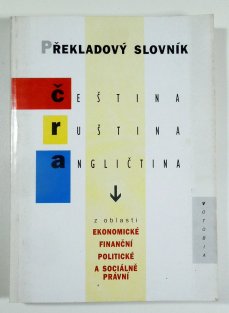 PŘEKLADOVÝ SLOVNÍK
ČEŠTINA
RUŠTINA
ANGLIČTINA
z oblasti
EKONOMICKÉ
FINANČNÍ
POLITICKÉ
A SOCIÁLNĚ
PRÁVNÍ
VOTOBIA